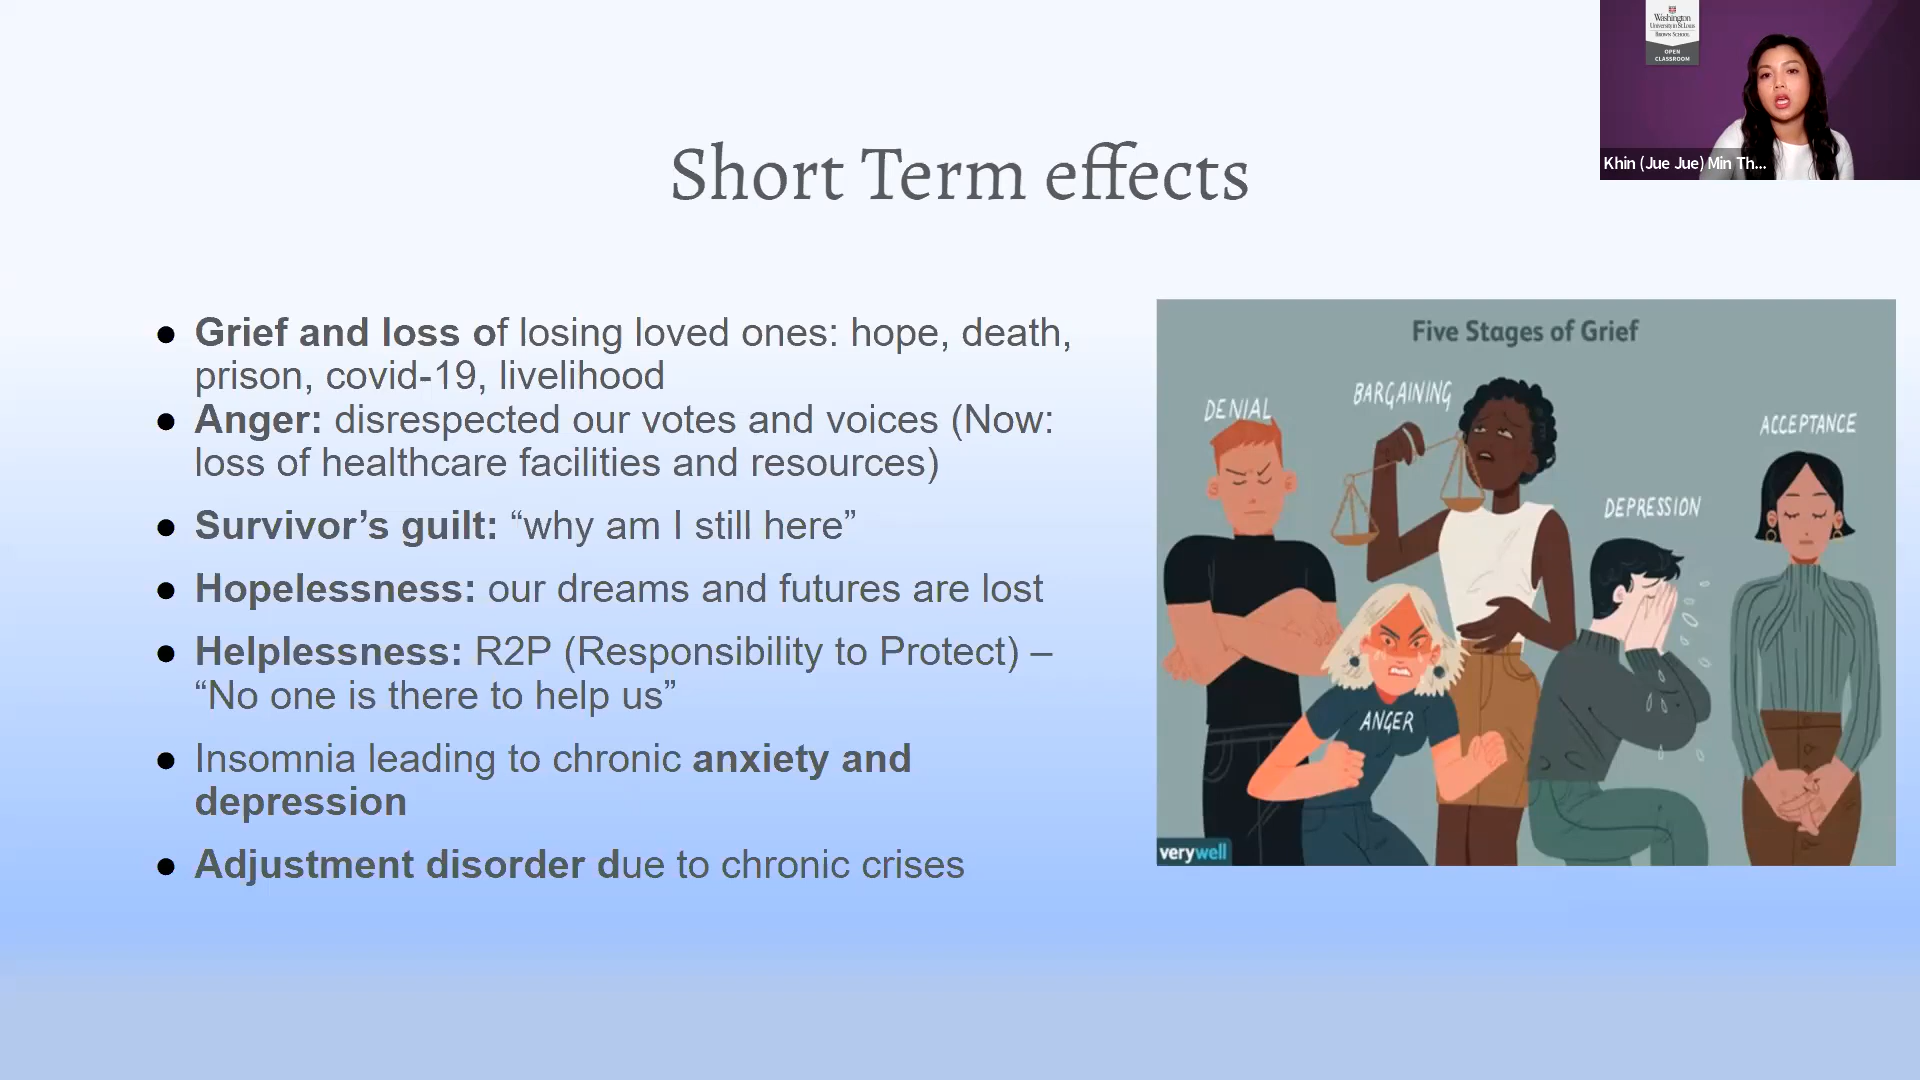 Washington
University in St. Louis
BROWN SCHOOL
OPEN
CLASSROOM
Khin (Jue Jue) Min Th...
Short Term effects
● Grief and loss of losing loved ones: hope, death,
prison, covid-19, livelihood
● Anger: disrespected our votes and voices (Now:
loss of healthcare facilities and resources)
● Survivor’s guilt: “why am I still here”
● Hopelessness: our dreams and futures are lost
● Helplessness: R2P (Responsibility to Protect) –
“No one is there to help us”
● Insomnia leading to chronic anxiety and
depression
● Adjustment disorder due to chronic crises
Five Stages of Grief
DENIAL
BARGAINING
ACCEPTANCE
DEPRESSION
ANGER
verywell